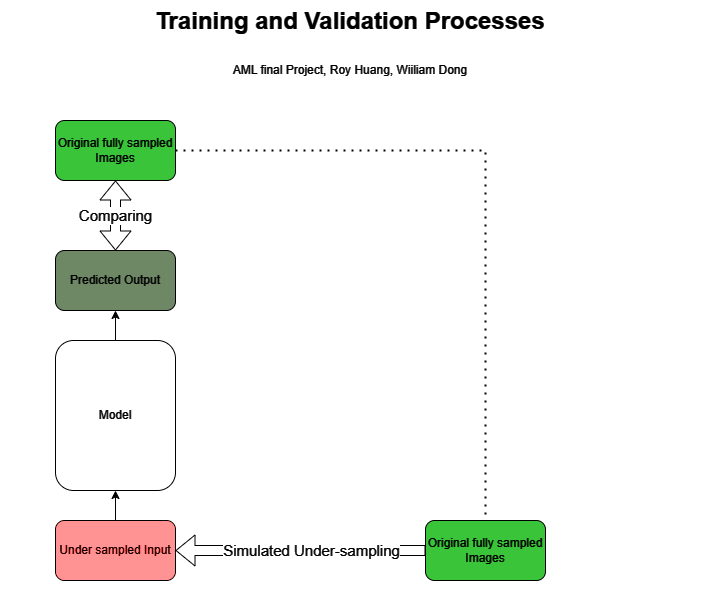 Training and Validation Processes
AML final Project, Roy Huang, Wiiliam Dong
Original fully sampled
Images
Comparing
Predicted Output
Model
Under sampled Input
Simulated Under-sampling
Original fully sampled
Images